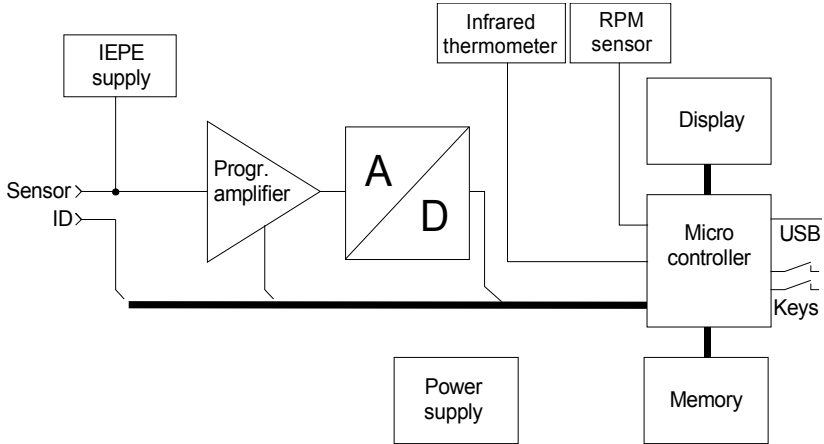 IEPE
supply
Infrared
thermometer
RPM
sensor
Display
Progr.
amplifier
A
D
Sensor
ID
Micro
controller
USB
Keys
Power
supply
Memory